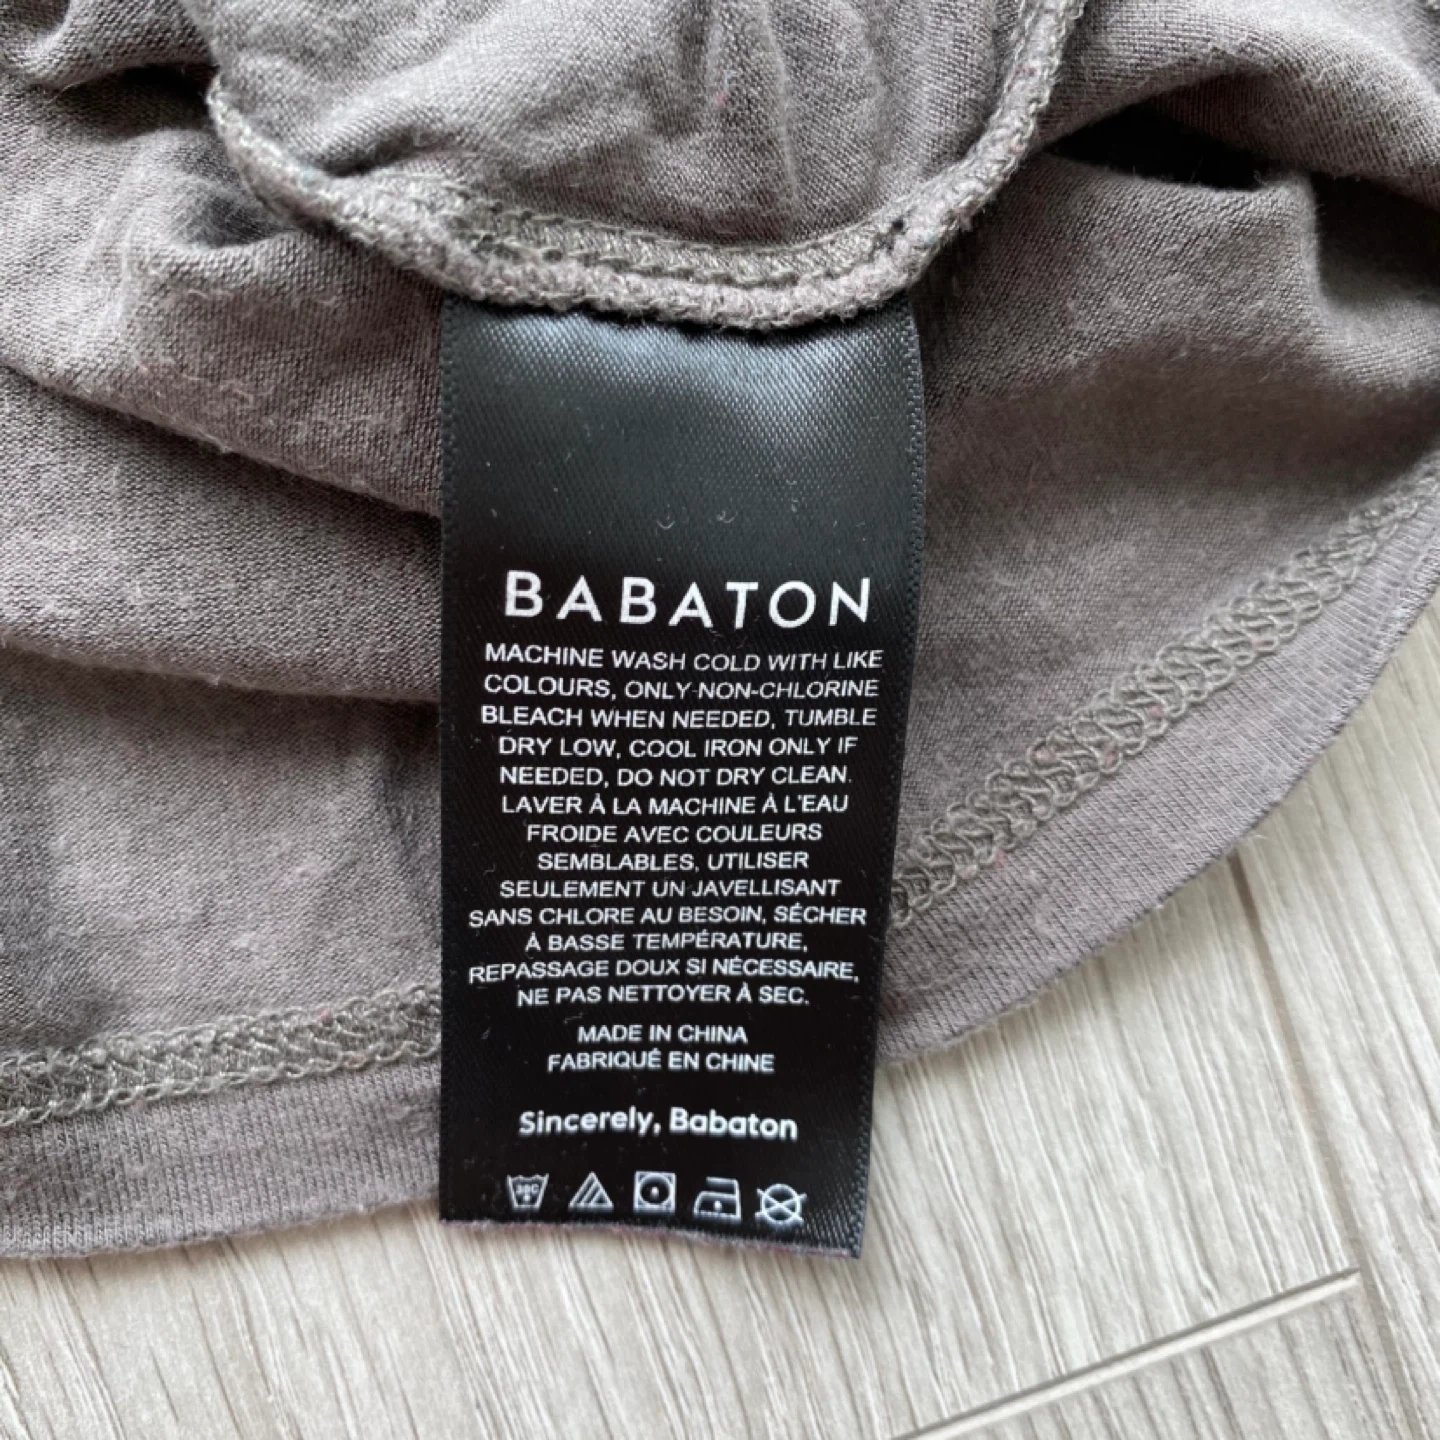 BABATON
MACHINE WASH COLD WITH LIKE
COLOURS, ONLY NON-CHLORINE
BLEACH WHEN NEEDED, TUMBLE
DRY LOW, COOL IRON ONLY IF
NEEDED, DO NOT DRY CLEAN.
LAVER À LA MACHINE À L'EAU
FROIDE AVEC COULEURS
SEMBLABLES, UTILISER
SEULEMENT UN JAVELLISANT
SANS CHLORE AU BESOIN, SÉCHER
À BASSE TEMPÉRATURE,
REPASSAGE DOUX SI NÉCESSAIRE,
NE PAS NETTOYER À SEC.
MADE IN CHINA
FABRIQUÉ EN CHINE
Sincerely, Babaton